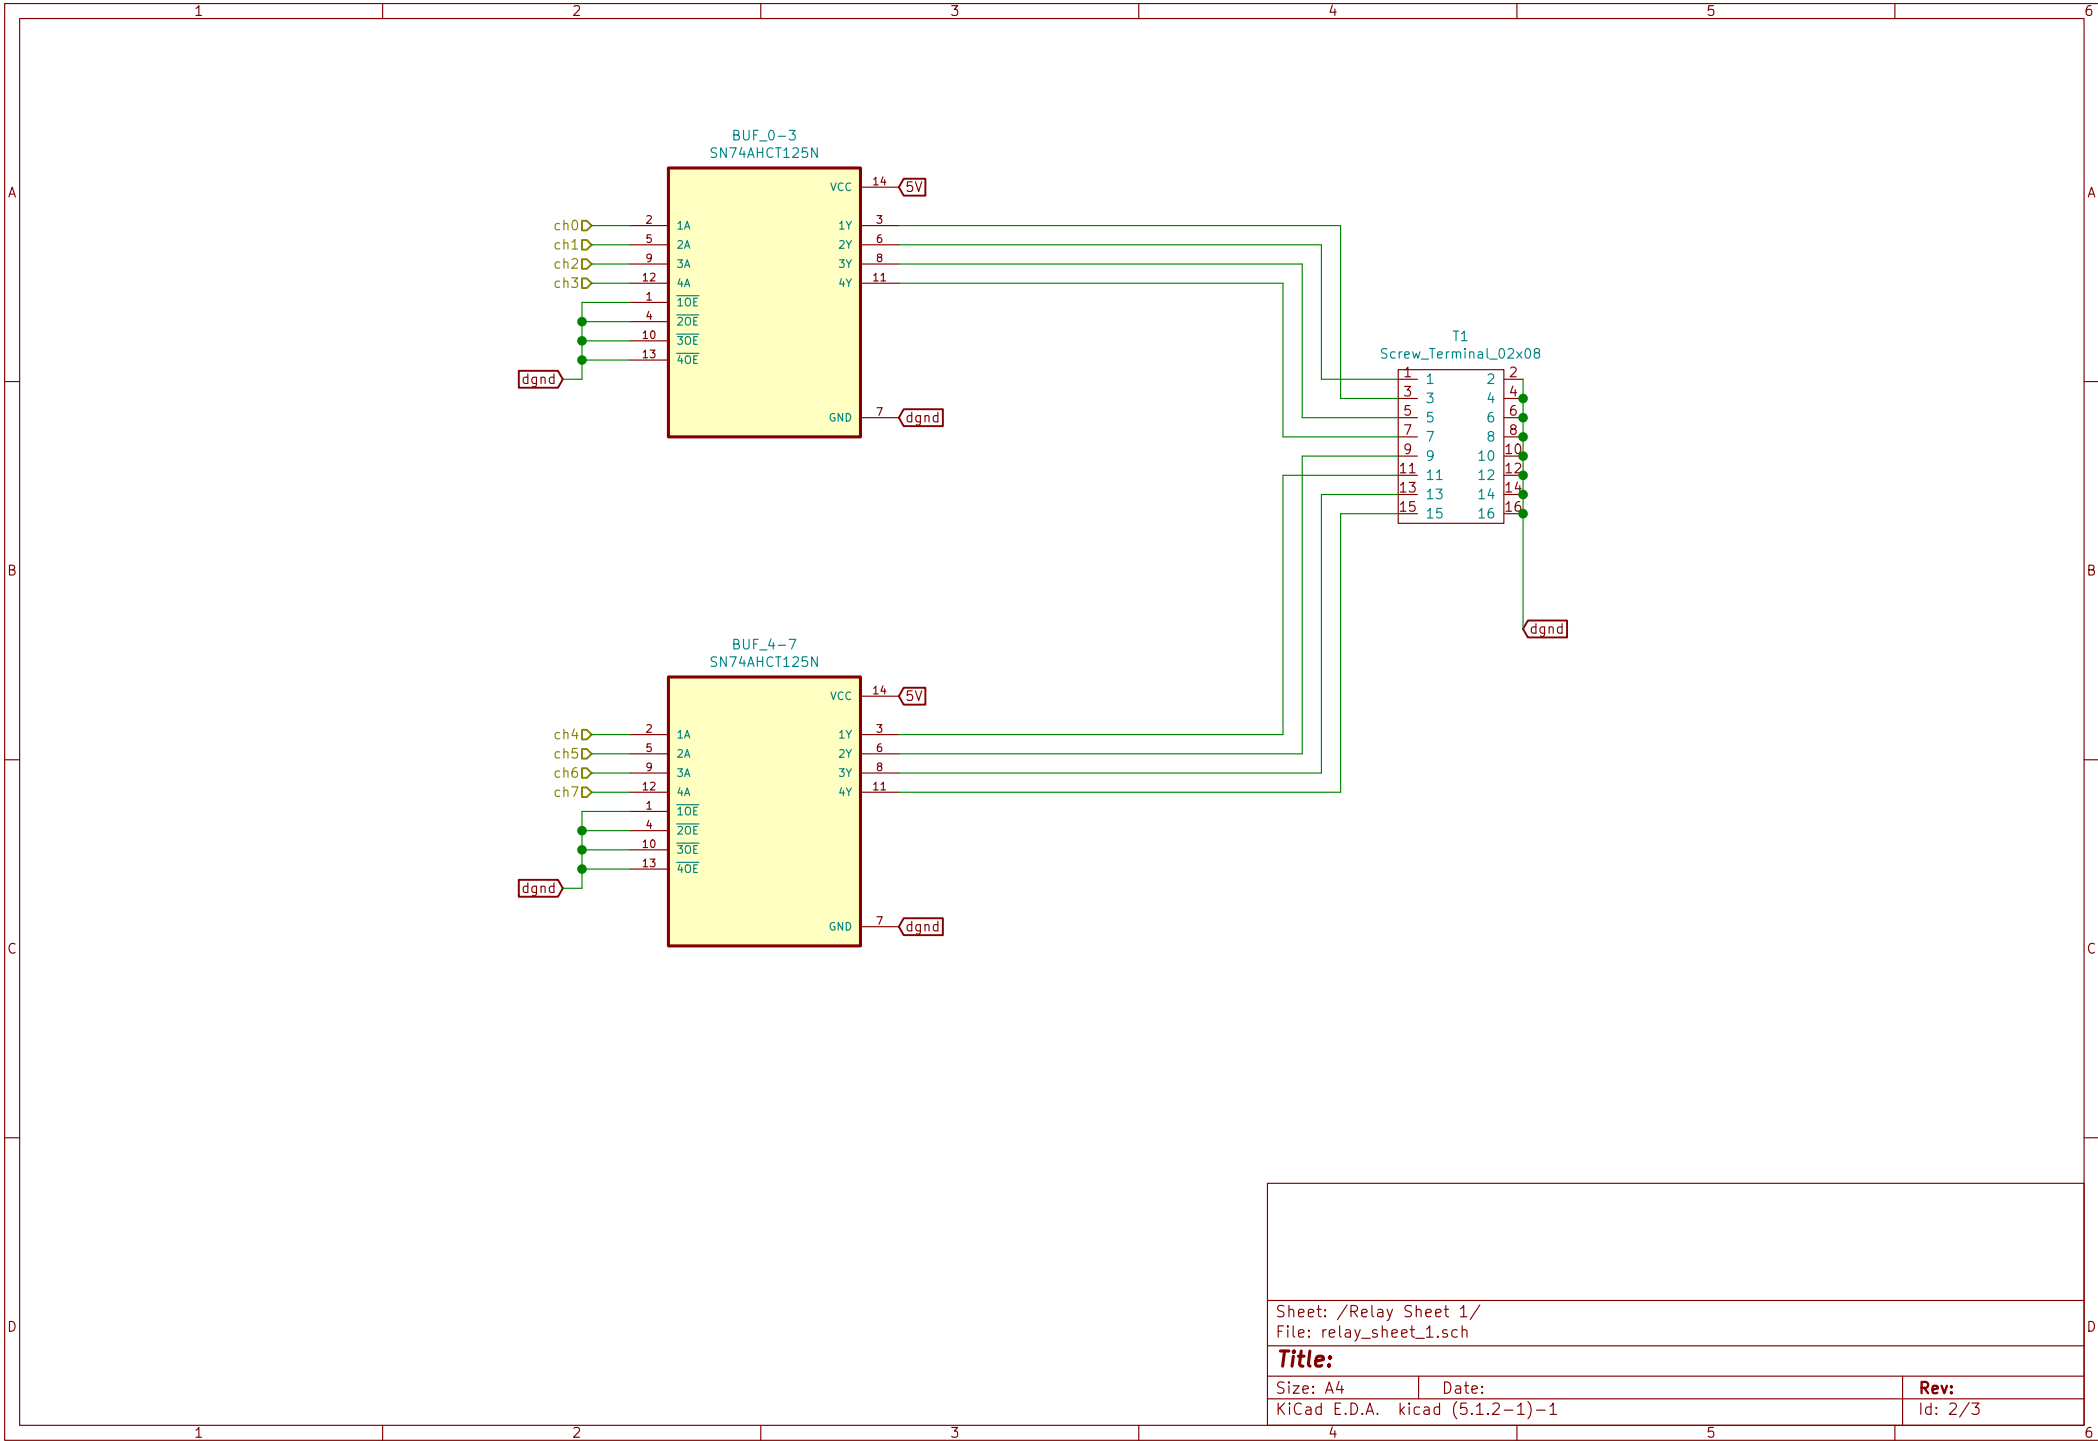 1 2 3 4 5 6
A A
B B
C C
D D
BUF_0-3
SN74AHCT125N
VCC 14 5V
ch0 2 1A 1Y 3
ch1 5 2A 2Y 6
ch2 9 3A 3Y 8
ch3 12 4A 4Y 11
1 1OE
4 2OE
10 3OE
13 4OE
dgnd
GND 7 dgnd
T1
Screw_Terminal_02x08
1 1 2 2
3 3 4 4
5 5 6 6
7 7 8 8
9 9 10 10
11 11 12 12
13 13 14 14
15 15 16 16
dgnd
BUF_4-7
SN74AHCT125N
VCC 14 5V
ch4 2 1A 1Y 3
ch5 5 2A 2Y 6
ch6 9 3A 3Y 8
ch7 12 4A 4Y 11
1 1OE
4 2OE
10 3OE
13 4OE
dgnd
GND 7 dgnd
Sheet: /Relay Sheet 1/
File: relay_sheet_1.sch
Title:
Size: A4 Date: Rev:
KiCad E.D.A. kicad (5.1.2-1)-1 Id: 2/3
1 2 3 4 5 6